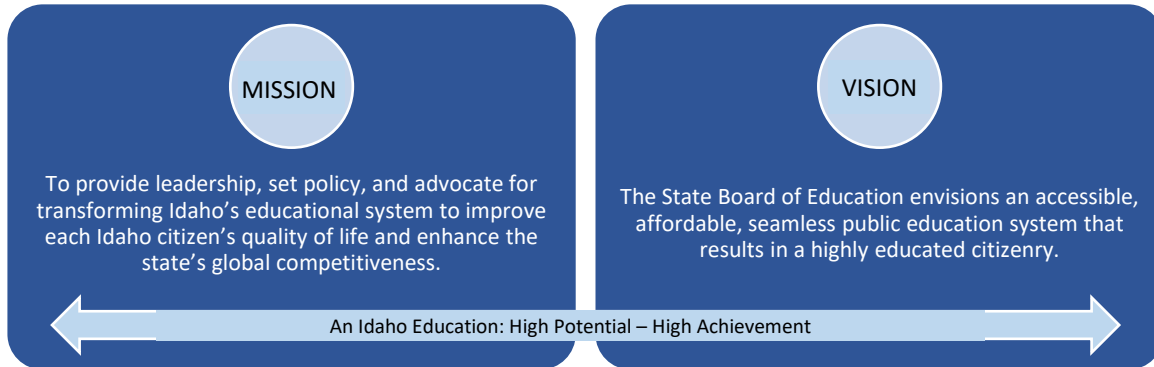 MISSION
To provide leadership, set policy, and advocate for
transforming Idaho’s educational system to improve
each Idaho citizen’s quality of life and enhance the
state’s global competitiveness.
VISION
The State Board of Education envisions an accessible,
affordable, seamless public education system that
results in a highly educated citizenry.
An Idaho Education: High Potential – High Achievement